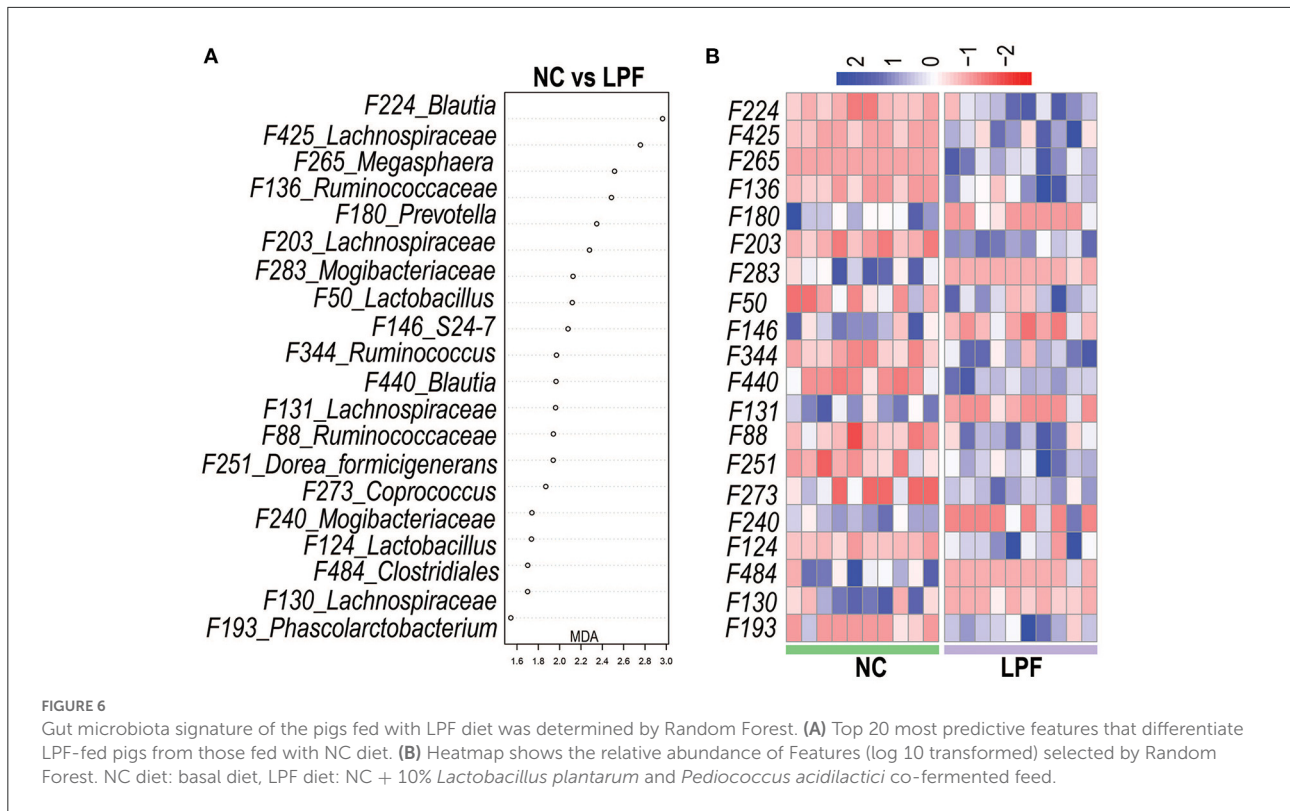 A
NC vs LPF
F224_Blautia
F425_Lachnospiraceae
F265_Megasphaera
F136_Ruminococcaceae
F180_Prevotella
F203_Lachnospiraceae
F283_Mogibacteriaceae
F50_Lactobacillus
F146_S24-7
F344_Ruminococcus
F440_Blautia
F131_Lachnospiraceae
F88_Ruminococcaceae
F251_Dorea_formicigenerans
F273_Coprococcus
F240_Mogibacteriaceae
F124_Lactobacillus
F484_Clostridiales
F130_Lachnospiraceae
F193_Phascolarctobacterium
MDA
1.6 1.8 2.0 2.2 2.4 2.6 2.8 3.0
B
2 1 0 -1 -2
F224
F425
F265
F136
F180
F203
F283
F50
F146
F344
F440
F131
F88
F251
F273
F240
F124
F484
F130
F193
NC LPF
FIGURE 6
Gut microbiota signature of the pigs fed with LPF diet was determined by Random Forest. (A) Top 20 most predictive features that differentiate
LPF-fed pigs from those fed with NC diet. (B) Heatmap shows the relative abundance of Features (log 10 transformed) selected by Random
Forest. NC diet: basal diet, LPF diet: NC + 10% Lactobacillus plantarum and Pediococcus acidilactici co-fermented feed.